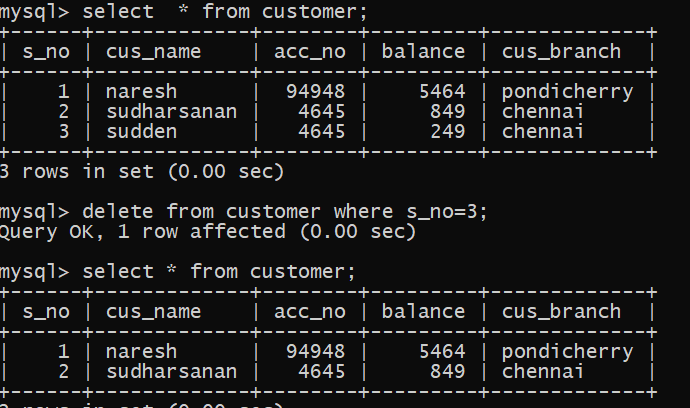 mysql> select  * from customer;
+------+-------------+--------+---------+-------------+
| s_no | cus_name    | acc_no | balance | cus_branch  |
+------+-------------+--------+---------+-------------+
|    1 | naresh      |  94948 |    5464 | pondicherry |
|    2 | sudharsanan |   4645 |     849 | chennai     |
|    3 | sudden      |   4645 |     249 | chennai     |
+------+-------------+--------+---------+-------------+
3 rows in set (0.00 sec)
mysql> delete from customer where s_no=3;
Query OK, 1 row affected (0.00 sec)
mysql> select * from customer;
+------+-------------+--------+---------+-------------+
| s_no | cus_name    | acc_no | balance | cus_branch  |
+------+-------------+--------+---------+-------------+
|    1 | naresh      |  94948 |    5464 | pondicherry |
|    2 | sudharsanan |   4645 |     849 | chennai     |
+------+-------------+--------+---------+-------------+
2 rows in set (0.00 sec)